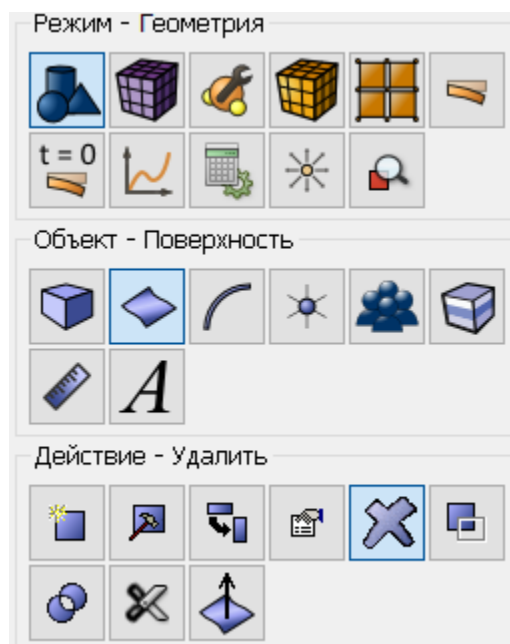 Режим - Геометрия
t = 0
Объект - Поверхность
A
Действие - Удалить